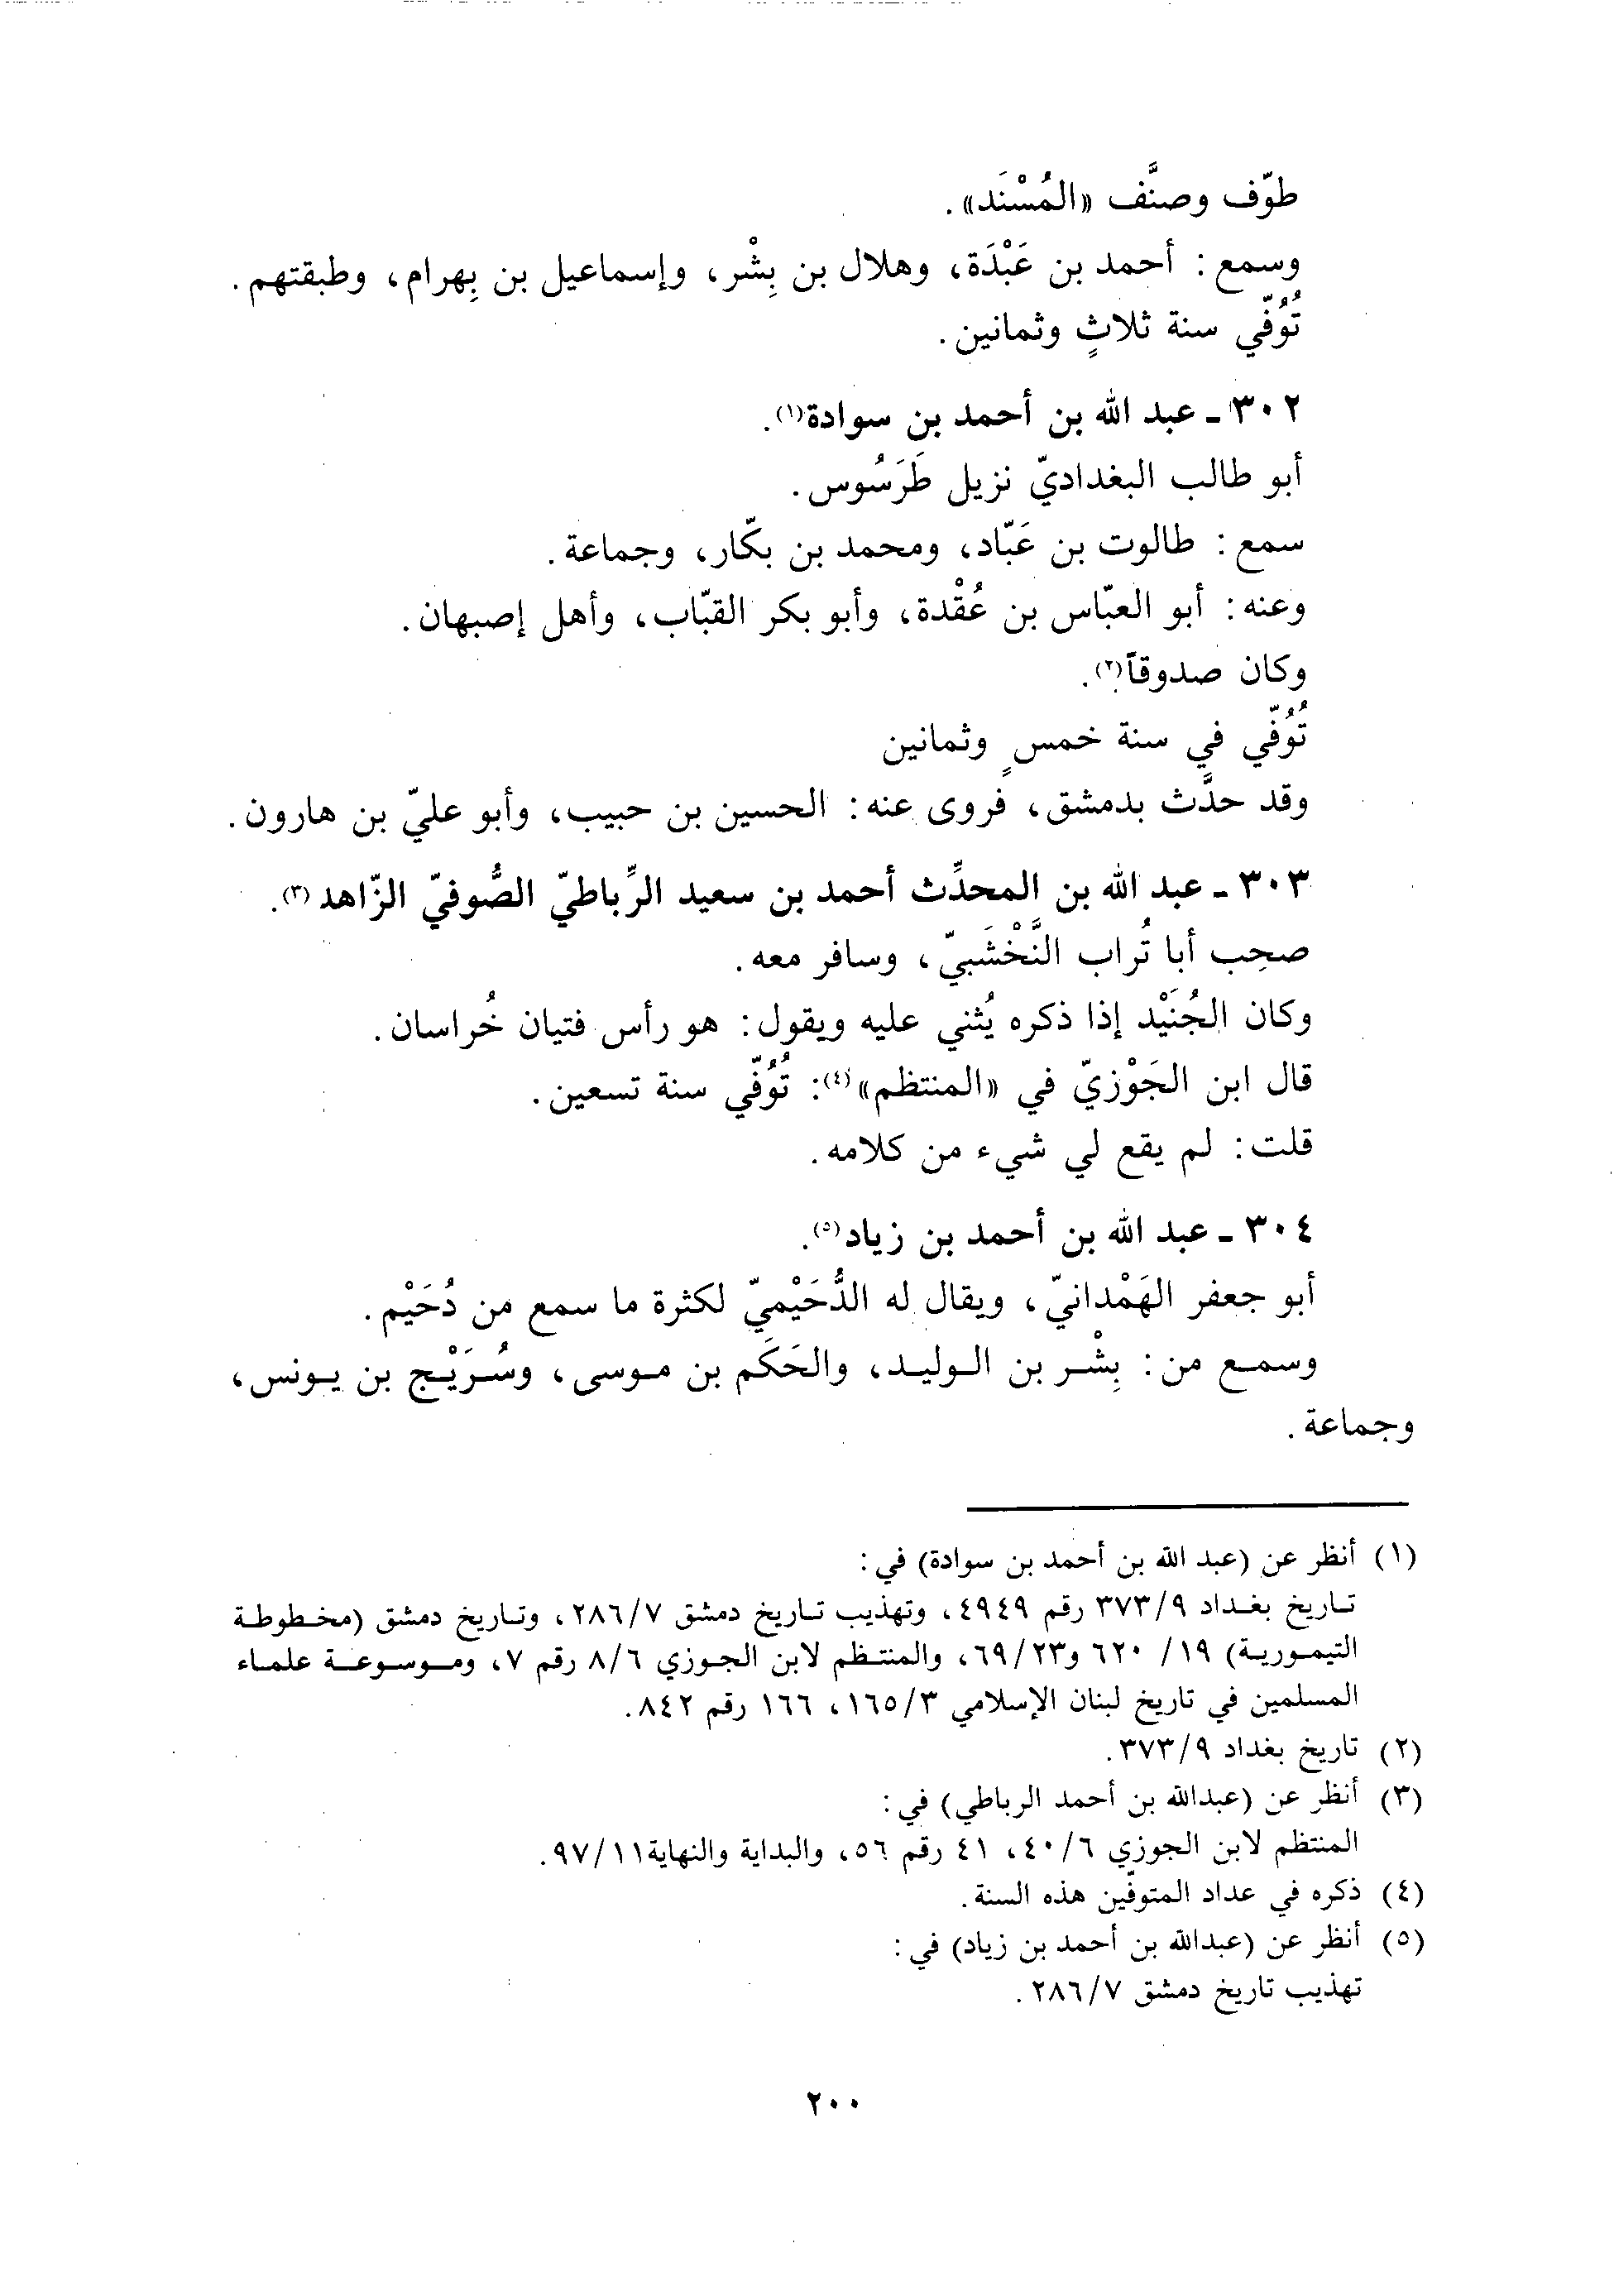 طوّف وصنَّف «المُسْنَد».
وسمع: أحمد بن عَبْدَة، وهلال بن بِشْر، وإسماعيل بن بِهرام، وطبقتهم.
تُوُفّي سنة ثلاثٍ وثمانين.
٣٠٢ ـ عبد الله بن أحمد بن سوادة(١).
أبو طالب البغداديّ نزيل طَرَسُوس.
سمع: طالوت بن عَبّاد، ومحمد بن بكّار، وجماعة.
وعنه: أبو العبّاس بن عُقْدة، وأبو بكر القبّاب، وأهل إصبهان.
وكان صدوقاً(٢).
تُوُفّي في سنة خمسٍ وثمانين
وقد حدَّث بدمشق، فروى عنه: الحسين بن حبيب، وأبو عليّ بن هارون.
٣٠٣ ـ عبد الله بن المحدِّث أحمد بن سعيد الرِّباطيّ الصُّوفيّ الزّاهد(٣).
صحِب أبا تُراب النَّخْشَبيّ، وسافر معه.
وكان الجُنَيْد إذا ذكره يُثني عليه ويقول: هو رأس فتيان خُراسان.
قال ابن الجَوْزيّ في «المنتظم»(٤): تُوُفّي سنة تسعين.
قلت: لم يقع لي شيء من كلامه.
٣٠٤ ـ عبد الله بن أحمد بن زياد(٥).
أبو جعفر الهَمْدانيّ، ويقال له الدُّحَيْميّ لكثرة ما سمع من دُحَيْم.
وسمع من: بِشْر بن الوليد، والحَكَم بن موسى، وسُرَيْج بن يونس،
وجماعة.
(١) أنظر عن (عبد الله بن أحمد بن سوادة) في:
تاريخ بغداد ٣٧٣/٩ رقم ٤٩٤٩، وتهذيب تاريخ دمشق ٢٨٦/٧، وتاريخ دمشق (مخطوطة
التيمورية) ١٩/ ٦٢٠ و٦٩/٢٣، والمنتظم لابن الجوزي ٨/٦ رقم ٧، وموسوعة علماء
المسلمين في تاريخ لبنان الإسلامي ١٦٥/٣، ١٦٦ رقم ٨٤٢.
(٢) تاريخ بغداد ٣٧٣/٩.
(٣) أنظر عن (عبدالله بن أحمد الرباطي) في:
المنتظم لابن الجوزي ٤٠/٦، ٤١ رقم ٥٦، والبداية والنهاية ٩٧/١١.
(٤) ذكره في عداد المتوفّين هذه السنة.
(٥) أنظر عن (عبدالله بن أحمد بن زياد) في:
تهذيب تاريخ دمشق ٢٨٦/٧.
٢٠٠